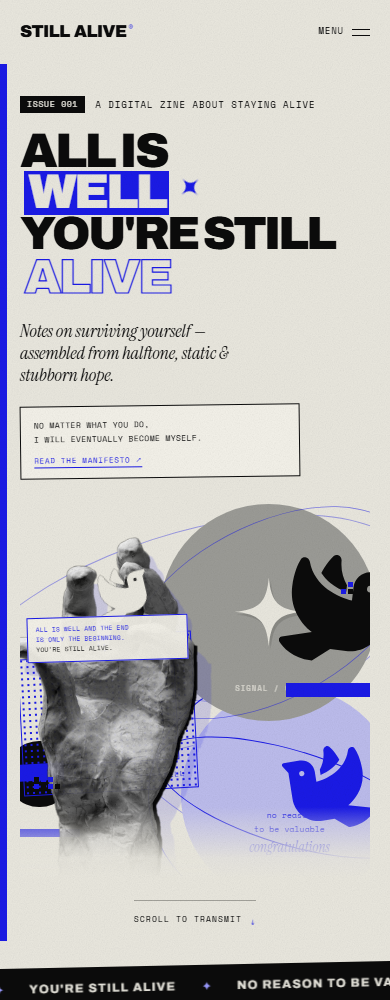 STILL ALIVE®
MENU
ISSUE 001
A DIGITAL ZINE ABOUT STAYING ALIVE
ALL IS
WELL
YOU'RE STILL
ALIVE
Notes on surviving yourself —
assembled from halftone, static &
stubborn hope.
NO MATTER WHAT YOU DO,
I WILL EVENTUALLY BECOME MYSELF.
READ THE MANIFESTO ↗
ALL IS WELL AND THE END
IS ONLY THE BEGINNING.
YOU'RE STILL ALIVE.
SIGNAL /
no reason
to be valuable
congratulations
SCROLL TO TRANSMIT ↓
YOU'RE STILL ALIVE ✦ NO REASON TO BE VA